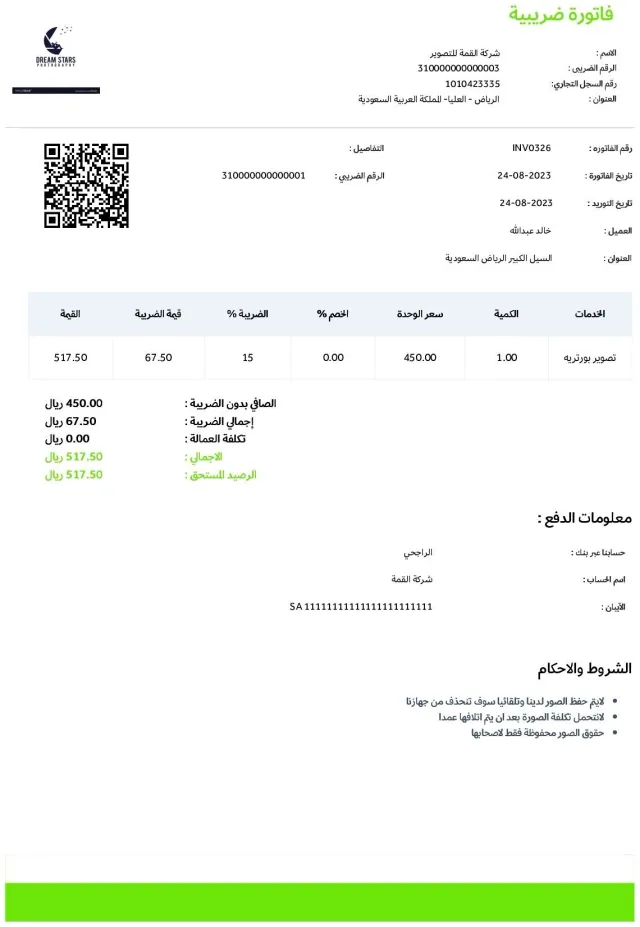 فاتورة ضريبية
DREAM STARS
PHOTOGRAPHY
الاسم : شركة القمة للتصوير
الرقم الضريبى : 310000000000003
رقم السجل التجاري: 1010423335
العنوان : الرياض - العليا- المملكة العربية السعودية
رقم الفاتوره : INV0326 التفاصيل :
تاريخ الفاتورة : 24-08-2023 الرقم الضريبي : 310000000000001
تاريخ التوريد : 24-08-2023
العميل : خالد عبدالله
العنوان : السيل الكبير الرياض السعودية
الخدمات الكمية سعر الوحدة الخصم % الضريبة % قيمة الضريبة القيمة
تصوير بورتريه 1.00 450.00 0.00 15 67.50 517.50
الصافي بدون الضريبة : 450.00 ريال
إجمالي الضريبة : 67.50 ريال
تكلفة العمالة : 0.00 ريال
الاجمالي : 517.50 ريال
الرصيد المستحق : 517.50 ريال
معلومات الدفع :
حسابنا عبر بنك : الراجحي
اسم الحساب : شركة القمة
الآيبان : SA 1111111111111111111111
الشروط والاحكام
• لايتم حفظ الصور لدينا وتلقائيا سوف تنحذف من جهازنا
• لانتحمل تكلفة الصورة بعد ان يتم اتلافها عمدا
• حقوق الصور محفوظة فقط لاصحابها